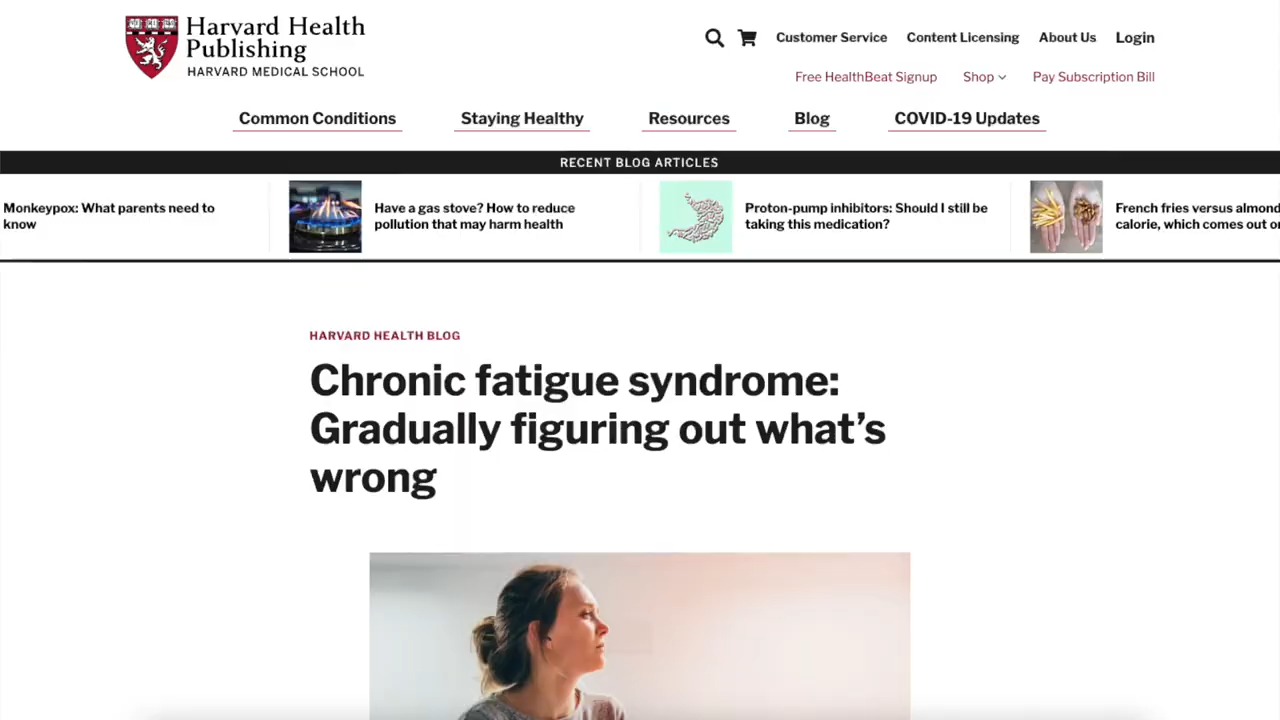 Harvard Health
Publishing
HARVARD MEDICAL SCHOOL
Customer Service
Content Licensing
About Us
Login
Free HealthBeat Signup
Shop
Pay Subscription Bill
Common Conditions
Staying Healthy
Resources
Blog
COVID-19 Updates
RECENT BLOG ARTICLES
Monkeypox: What parents need to
know
Have a gas stove? How to reduce
pollution that may harm health
Proton-pump inhibitors: Should I still be
taking this medication?
French fries versus almond
calorie, which comes out
HARVARD HEALTH BLOG
Chronic fatigue syndrome:
Gradually figuring out what’s
wrong